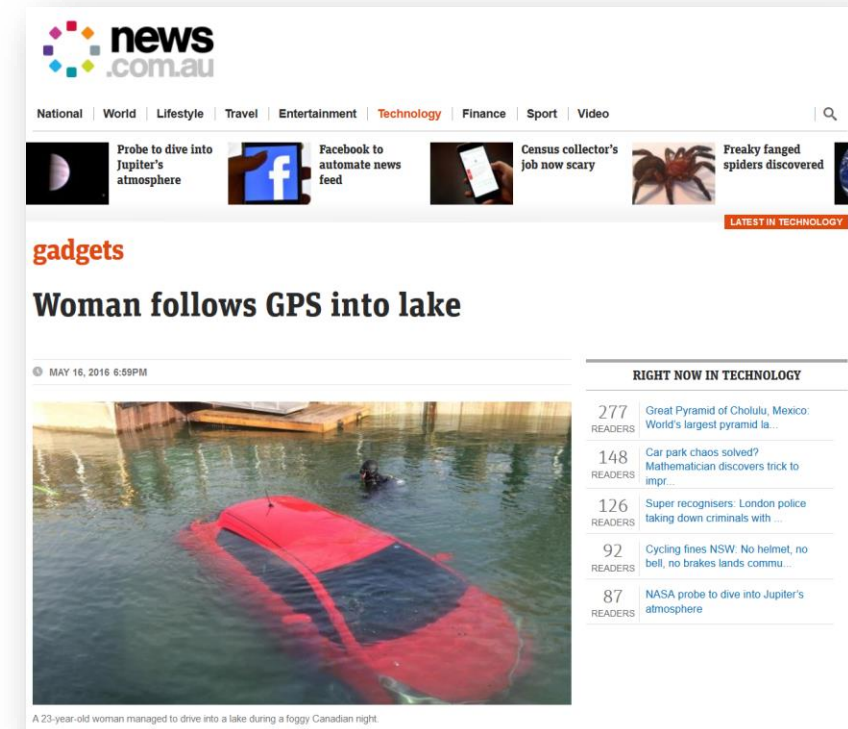 news
.com.au
National World Lifestyle Travel Entertainment Technology Finance Sport Video
Probe to dive into
Jupiter's
atmosphere
Facebook to
automate news
feed
Census collector's
job now scary
Freaky fanged
spiders discovered
LATEST IN TECHNOLOGY
gadgets
Woman follows GPS into lake
MAY 16, 2016 6:59PM
A 23-year-old woman managed to drive into a lake during a foggy Canadian night.
RIGHT NOW IN TECHNOLOGY
277
READERS
Great Pyramid of Cholulu, Mexico:
World's largest pyramid la...
148
READERS
Car park chaos solved?
Mathematician discovers trick to
impr...
126
READERS
Super recognisers: London police
taking down criminals with ...
92
READERS
Cycling fines NSW: No helmet, no
bell, no brakes lands commu...
87
READERS
NASA probe to dive into Jupiter's
atmosphere